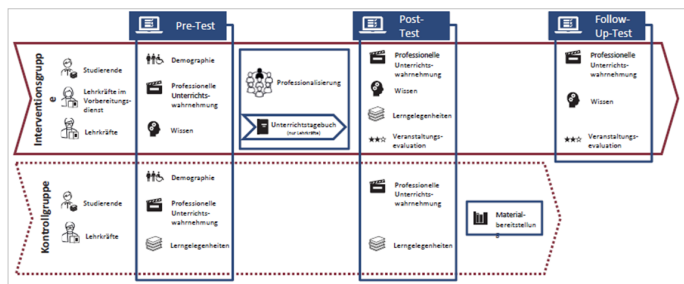 Pre-Test
Post-
Test
Follow-
Up-Test
Interventionsgrupp
e
Studierende
Lehrkräfte im
Vorbereitungs-
dienst
Lehrkräfte
Demographie
Professionelle
Unterrichts-
wahrnehmung
Wissen
Professionalisierung
Unterrichtstagebuch
(nur Lehrkräfte)
Professionelle
Unterrichts-
wahrnehmung
Wissen
Lerngelegenheiten
Veranstaltungs-
evaluation
Professionelle
Unterrichts-
wahrnehmung
Wissen
Veranstaltungs-
evaluation
Kontrollgruppe
Studierende
Lehrkräfte
Demographie
Professionelle
Unterrichts-
wahrnehmung
Lerngelegenheiten
Professionelle
Unterrichts-
wahrnehmung
Lerngelegenheiten
Material-
bereitstellun
g